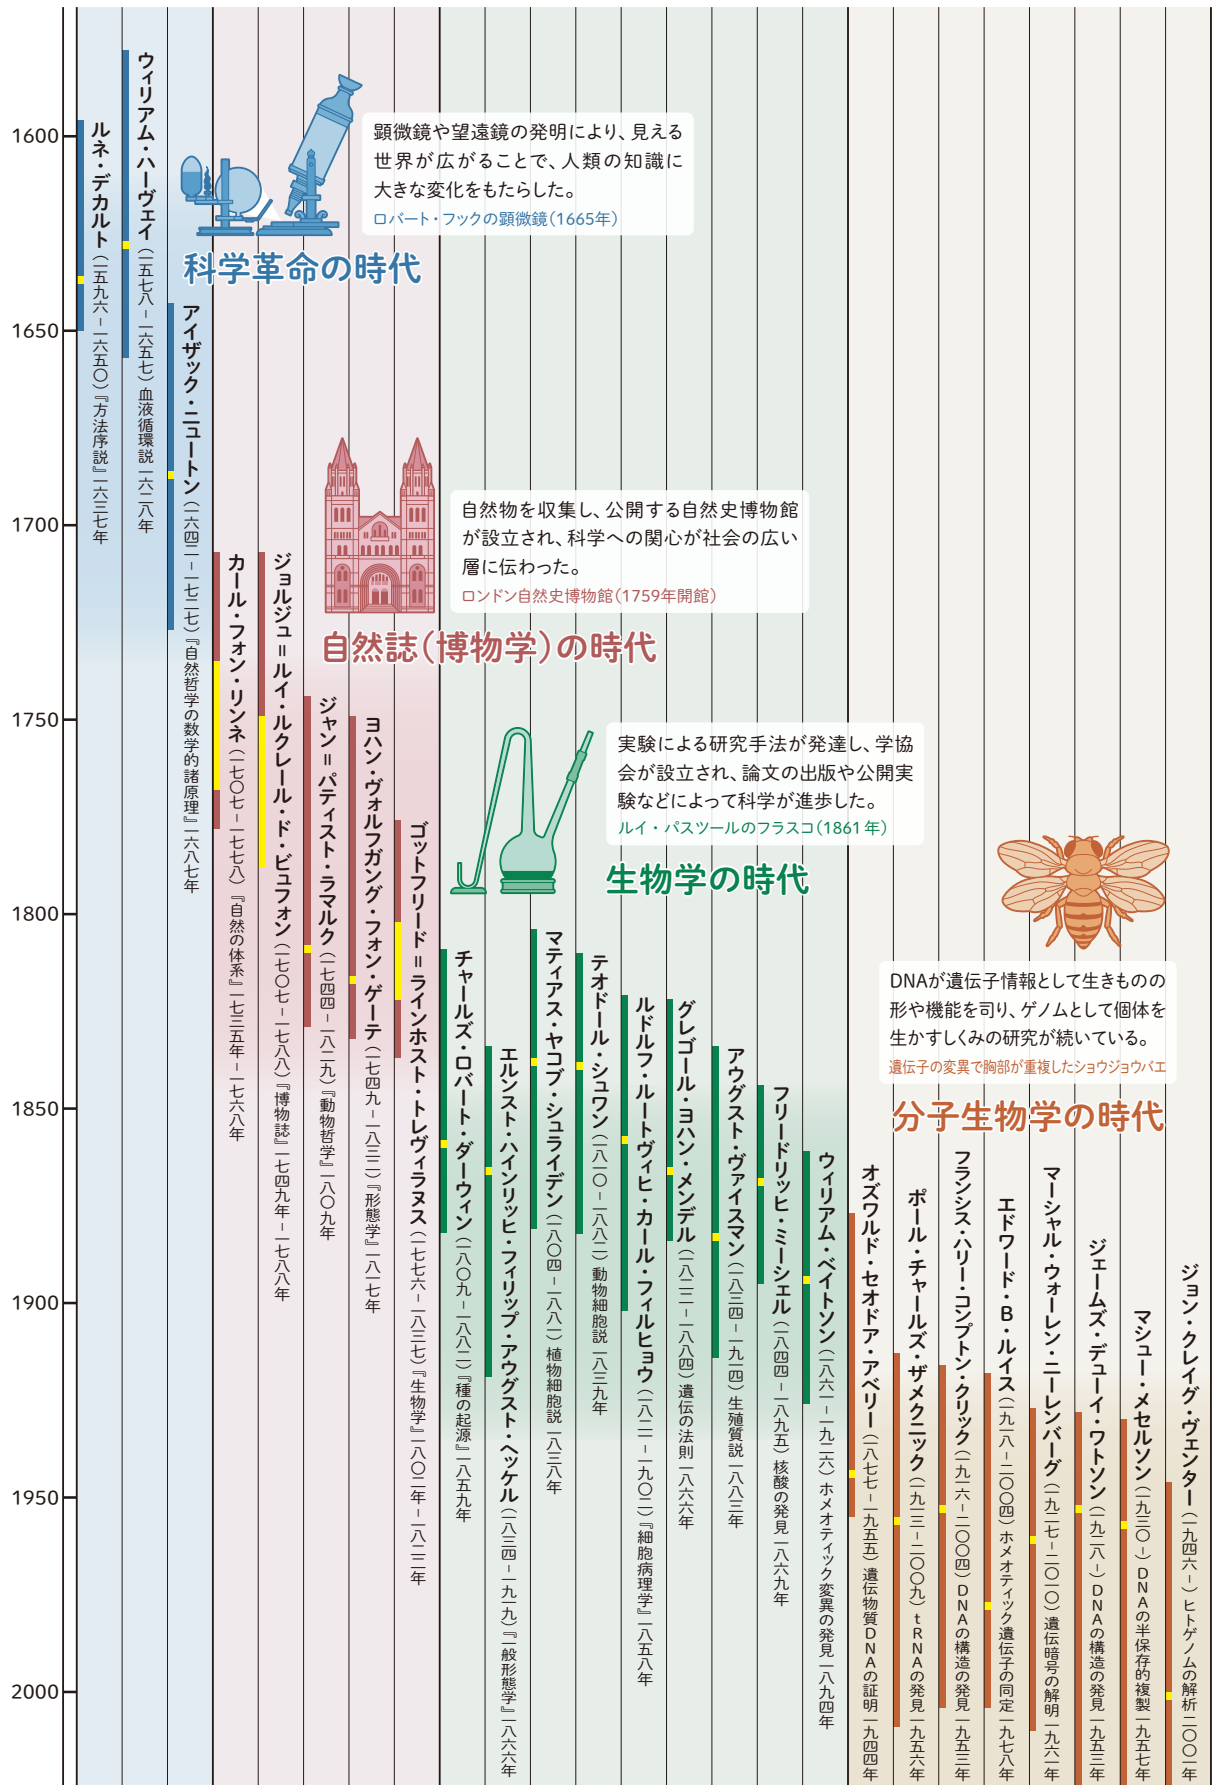 1600
1650
1700
1750
1800
1850
1900
1950
2000
ルネ・デカルト(一五九六-一六五〇)『方法序説』一六三七年
ウィリアム・ハーヴェイ(一五七八-一六五七)血液循環説一六二八年
アイザック・ニュートン(一六四二-一七二七)『自然哲学の数学的諸原理』一六八七年
顕微鏡や望遠鏡の発明により、見える
世界が広がることで、人類の知識に
大きな変化をもたらした。
ロバート・フックの顕微鏡(1665年)
科学革命の時代
カール・フォン・リンネ(一七〇七-一七七八)『自然の体系』一七三五年-一七六八年
ジョルジュ=ルイ・ルクレール・ド・ビュフォン(一七〇七-一七八八)『博物誌』一七四九年-一七八八年
ジャン=バティスト・ラマルク(一七四四-一八二九)『動物哲学』一八〇九年
ヨハン・ヴォルフガング・フォン・ゲーテ(一七四九-一八三二)『形態学』一八一七年
ゴットフリード=ラインホスト・トレヴィラヌス(一七七六-一八三七)『生物学』一八〇二年-一八二二年
自然物を収集し、公開する自然史博物館
が設立され、科学への関心が社会の広い
層に伝わった。
ロンドン自然史博物館(1759年開館)
自然誌(博物学)の時代
チャールズ・ロバート・ダーウィン(一八〇九-一八八二)『種の起源』一八五九年
エルンスト・ハインリッヒ・フィリップ・アウグスト・ヘッケル(一八三四-一九一九)『一般形態学』一八六六年
マティアス・ヤコブ・シュライデン(一八〇四-一八八一)植物細胞説一八三八年
テオドール・シュワン(一八一〇-一八八二)動物細胞説一八三九年
ルドルフ・ルートヴィヒ・カール・フィルヒョウ(一八二一-一九〇二)『細胞病理学』一八五八年
グレゴール・ヨハン・メンデル(一八二二-一八八四)遺伝の法則一八六六年
アウグスト・ヴァイスマン(一八三四-一九一四)生殖質説一八八三年
フリードリッヒ・ミーシェル(一八四四-一八九五)核酸の発見一八六九年
ウィリアム・ベイトソン(一八六一-一九二六)ホメオティック変異の発見一八九四年
実験による研究手法が発達し、学協
会が設立され、論文の出版や公開実
験などによって科学が進歩した。
ルイ・パスツールのフラスコ(1861年)
生物学の時代
オズワルド・セオドア・アベリー(一八七七-一九五五)遺伝物質DNAの証明一九四四年
ポール・チャールズ・ザメクニック(一九一三-二〇〇九)tRNAの発見一九五六年
フランシス・ハリー・コンプトン・クリック(一九一六-二〇〇四)DNAの構造の発見一九五三年
エドワード・B・ルイス(一九一八-二〇〇四)ホメオティック遺伝子の同定一九七八年
マーシャル・ウォーレン・ニーレンバーグ(一九二七-二〇一〇)遺伝暗号の解明一九六一年
ジェームズ・デューイ・ワトソン(一九二八-)DNAの構造の発見一九五三年
マシュー・メセルソン(一九三〇-)DNAの半保存的複製一九五七年
ジョン・クレイグ・ヴェンター(一九四六-)ヒトゲノムの解析二〇〇一年
DNAが遺伝子情報として生きものの
形や機能を司り、ゲノムとして個体を
生かすしくみの研究が続いている。
遺伝子の変異で胸部が重複したショウジョウバエ
分子生物学の時代